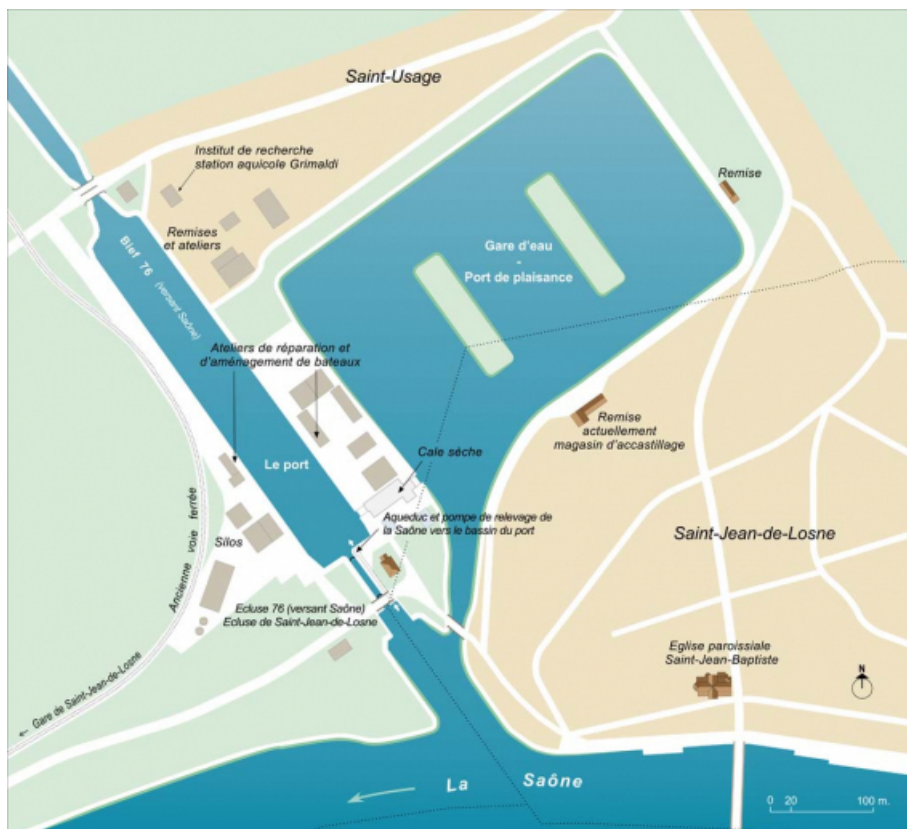 Saint-Usage
Institut de recherche
station aquicole Grimaldi
Remise
Remises
et ateliers
Bief 76 (versant Saône)
Gare d'eau
-
Port de plaisance
Ateliers de réparation et
d'aménagement de bateaux
Remise
actuellement
magasin d'accastillage
Cale sèche
Le port
Aqueduc et pompe de relevage de
la Saône vers le bassin du port
Saint-Jean-de-Losne
Ancienne voie ferrée
Silos
Ecluse 76 (versant Saône)
Ecluse de Saint-Jean-de-Losne
Eglise paroissiale
Saint-Jean-Baptiste
N
← Gare de Saint-Jean-de-Losne
La Saône
0 20 100 m.